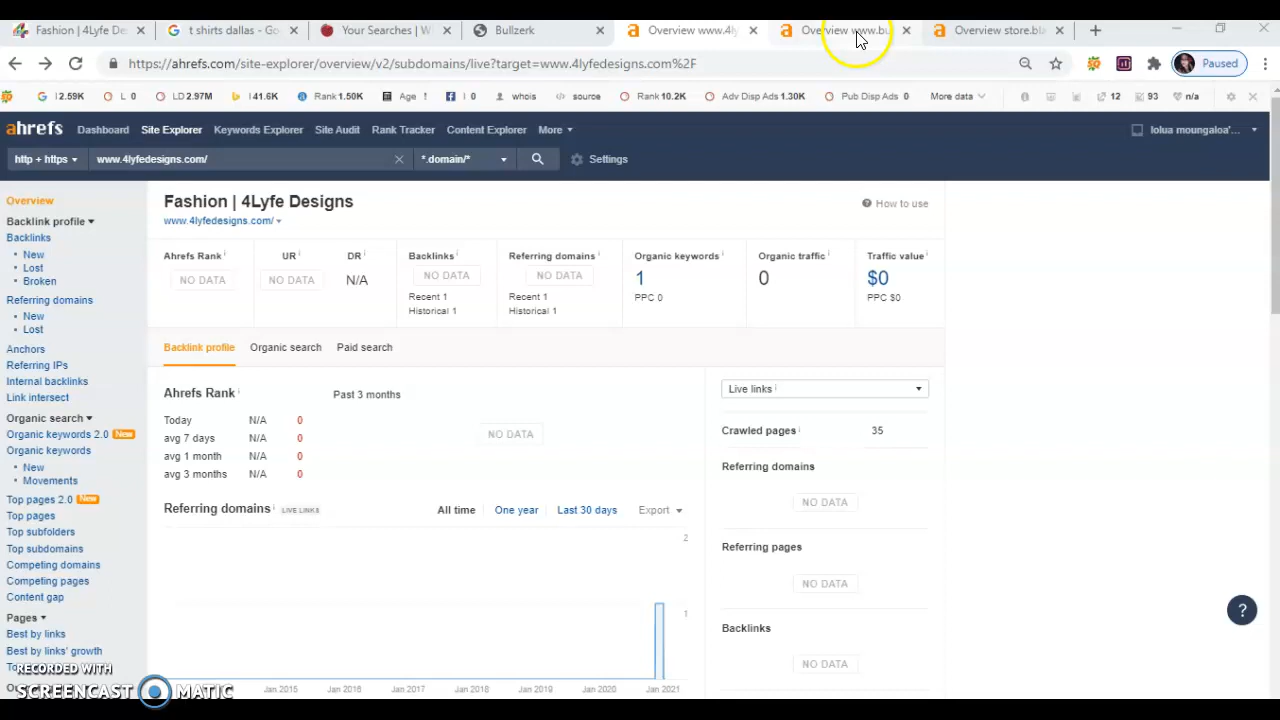 Fashion | 4Lyfe De
t shirts dallas - Go
Your Searches | W
Bullzerk
Overview www.4ly
Overview www.bu
Overview store.bla
https://ahrefs.com/site-explorer/overview/v2/subdomains/live?target=www.4lyfedesigns.com%2F
Paused
I 2.59K
L 0
LD 2.97M
I 41.6K
Rank 1.50K
Age !
I 0
whois
source
Rank 10.2K
Adv Disp Ads 1.30K
Pub Disp Ads 0
More data
12
93
n/a
ahrefs
Dashboard
Site Explorer
Keywords Explorer
Site Audit
Rank Tracker
Content Explorer
More
lolua moungaloa'...
http + https
www.4lyfedesigns.com/
*.domain/*
Settings
Overview
Backlink profile
Backlinks
New
Lost
Broken
Referring domains
New
Lost
Anchors
Referring IPs
Internal backlinks
Link intersect
Organic search
Organic keywords 2.0 New
Organic keywords
New
Movements
Top pages 2.0 New
Top pages
Top subfolders
Top subdomains
Competing domains
Competing pages
Content gap
Pages
Best by links
Best by links' growth
Fashion | 4Lyfe Designs
www.4lyfedesigns.com/
How to use
Ahrefs Rank
NO DATA
UR
NO DATA
DR
N/A
Backlinks
NO DATA
Recent 1
Historical 1
Referring domains
NO DATA
Recent 1
Historical 1
Organic keywords
1
PPC 0
Organic traffic
0
Traffic value
$0
PPC $0
Backlink profile
Organic search
Paid search
Ahrefs Rank
Past 3 months
Today N/A 0
avg 7 days N/A 0
avg 1 month N/A 0
avg 3 months N/A 0
NO DATA
Referring domains LIVE LINKS
All time
One year
Last 30 days
Export
2
1
Jan 2015
Jan 2016
Jan 2017
Jan 2018
Jan 2019
Jan 2020
Jan 2021
Live links
Crawled pages 35
Referring domains
NO DATA
Referring pages
NO DATA
Backlinks
NO DATA
?
RECORDED WITH
SCREENCAST MATIC